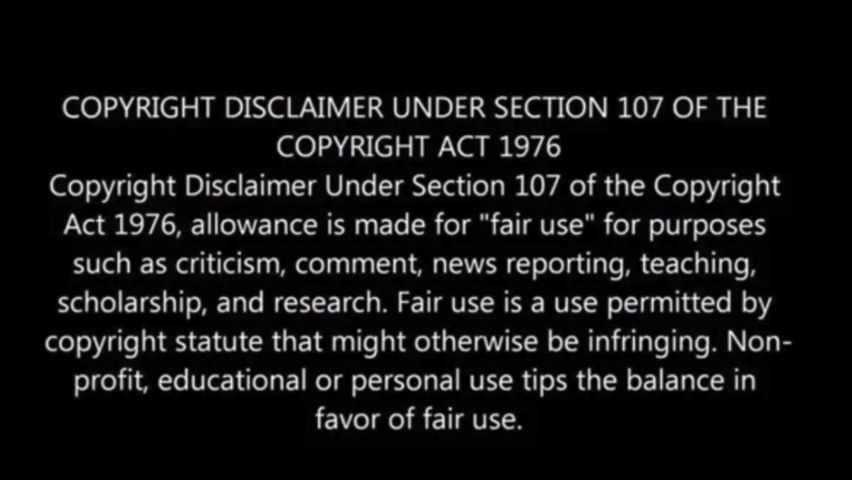 COPYRIGHT DISCLAIMER UNDER SECTION 107 OF THE
COPYRIGHT ACT 1976
Copyright Disclaimer Under Section 107 of the Copyright
Act 1976, allowance is made for "fair use" for purposes
such as criticism, comment, news reporting, teaching,
scholarship, and research. Fair use is a use permitted by
copyright statute that might otherwise be infringing. Non-
profit, educational or personal use tips the balance in
favor of fair use.